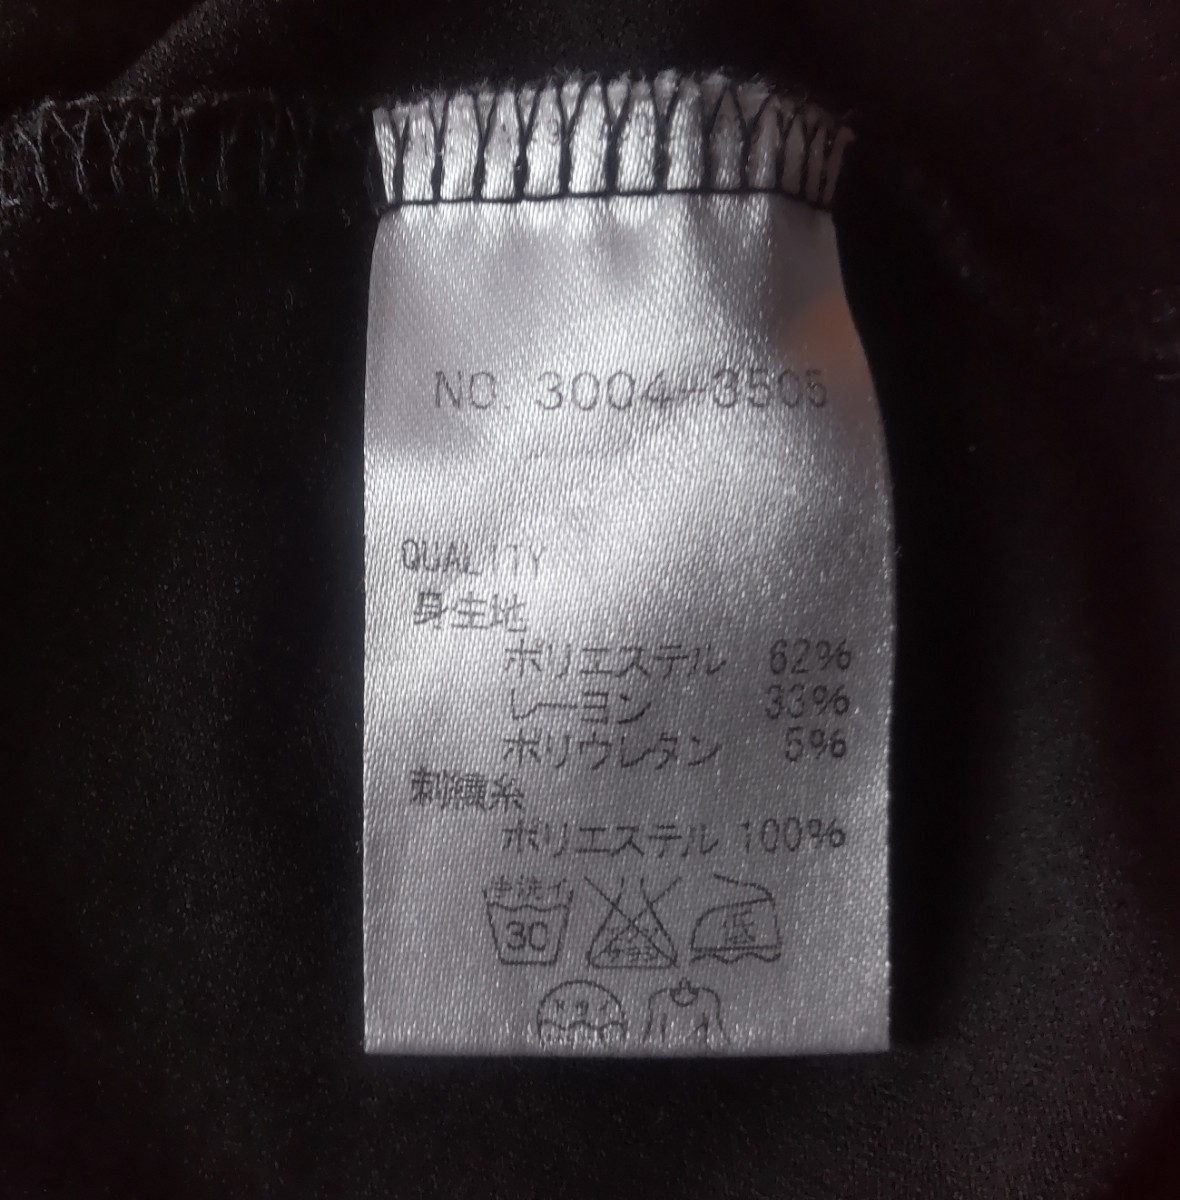 NO. 3004-3505
QUALITY
身生地
ポリエステル 62%
レーヨン 33%
ポリウレタン 5%
刺繍糸
ポリエステル 100%
手洗イ
30
低